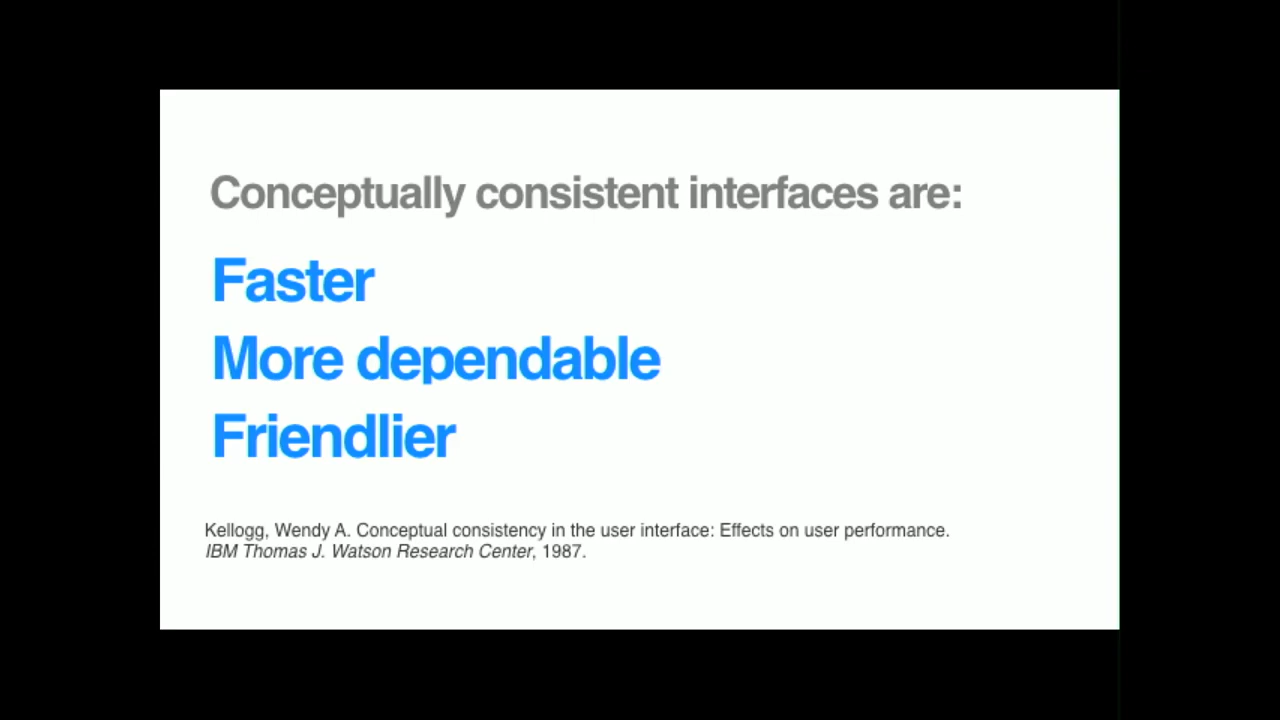 Conceptually consistent interfaces are:
Faster
More dependable
Friendlier
Kellogg, Wendy A. Conceptual consistency in the user interface: Effects on user performance.
IBM Thomas J. Watson Research Center, 1987.